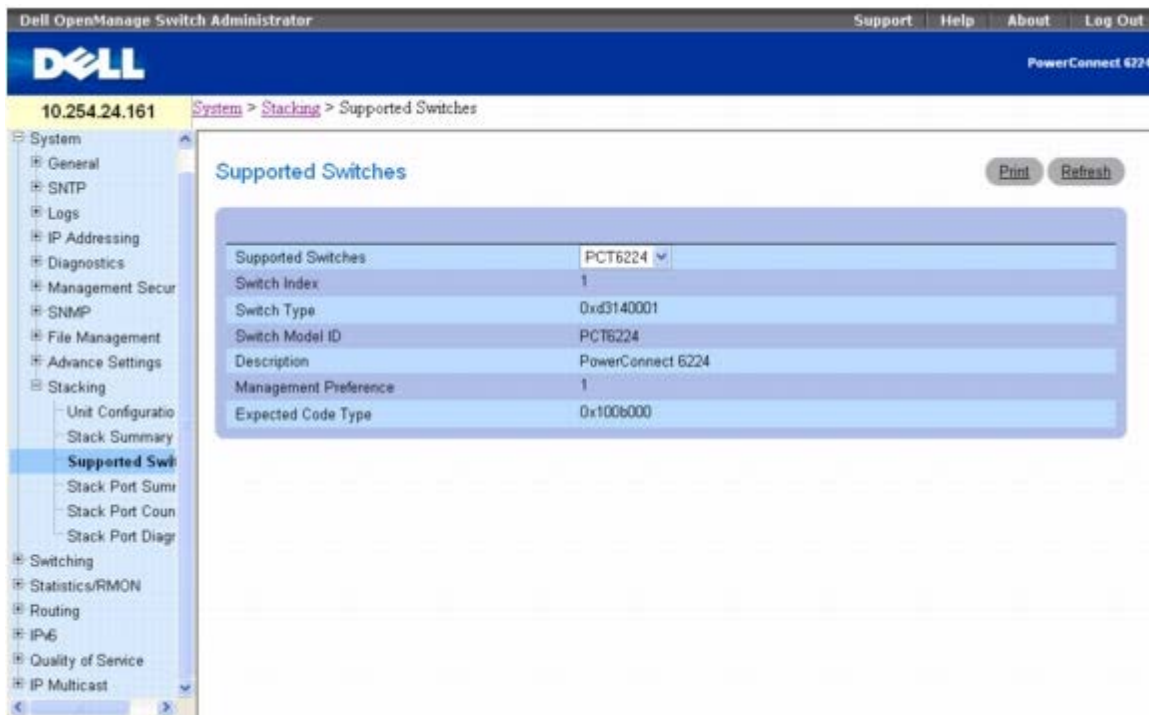 Dell OpenManage Switch Administrator
Support Help About Log Out
DELL
PowerConnect 6224
10.254.24.161
System > Stacking > Supported Switches
System
General
SNTP
Logs
IP Addressing
Diagnostics
Management Secur
SNMP
File Management
Advance Settings
Stacking
Unit Configuratio
Stack Summary
Supported Swit
Stack Port Summ
Stack Port Coun
Stack Port Diagr
Switching
Statistics/RMON
Routing
IPv6
Quality of Service
IP Multicast
Supported Switches
Print Refresh
Supported Switches PCT6224
Switch Index 1
Switch Type 0xd3140001
Switch Model ID PCT6224
Description PowerConnect 6224
Management Preference 1
Expected Code Type 0x100b000